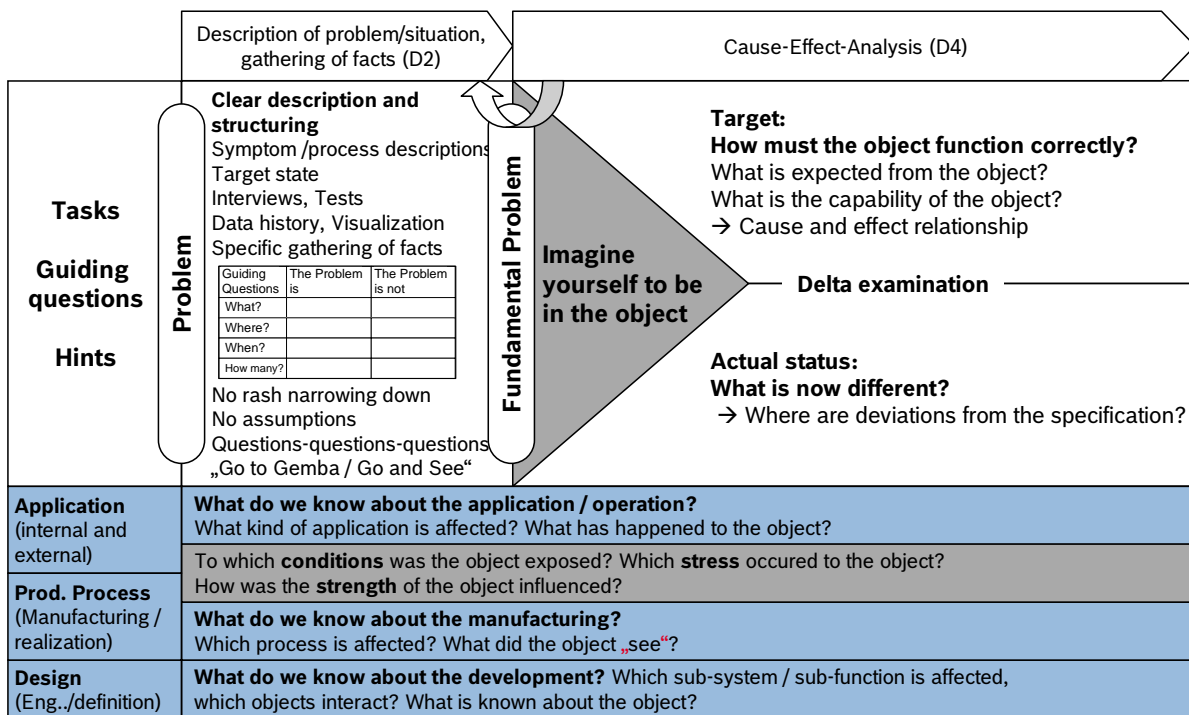 Description of problem/situation,
gathering of facts (D2)
Cause-Effect-Analysis (D4)
Tasks
Guiding
questions
Hints
Problem
Clear description and
structuring
Symptom /process descriptions
Target state
Interviews, Tests
Data history, Visualization
Specific gathering of facts
Guiding Questions | The Problem is | The Problem is not
What?
Where?
When?
How many?
No rash narrowing down
No assumptions
Questions-questions-questions
„Go to Gemba / Go and See“
Fundamental Problem
Imagine
yourself to be
in the object
Target:
How must the object function correctly?
What is expected from the object?
What is the capability of the object?
→ Cause and effect relationship
Delta examination
Actual status:
What is now different?
→ Where are deviations from the specification?
Application
(internal and
external)
What do we know about the application / operation?
What kind of application is affected? What has happened to the object?
To which conditions was the object exposed? Which stress occured to the object?
How was the strength of the object influenced?
Prod. Process
(Manufacturing /
realization)
What do we know about the manufacturing?
Which process is affected? What did the object „see“?
Design
(Eng../definition)
What do we know about the development? Which sub-system / sub-function is affected,
which objects interact? What is known about the object?